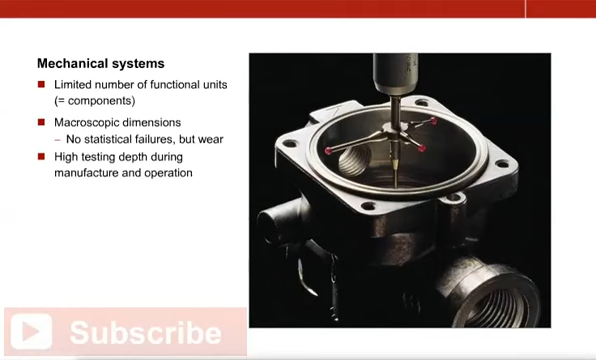 Mechanical systems
Limited number of functional units
(= components)
Macroscopic dimensions
– No statistical failures, but wear
High testing depth during
manufacture and operation
Subscribe